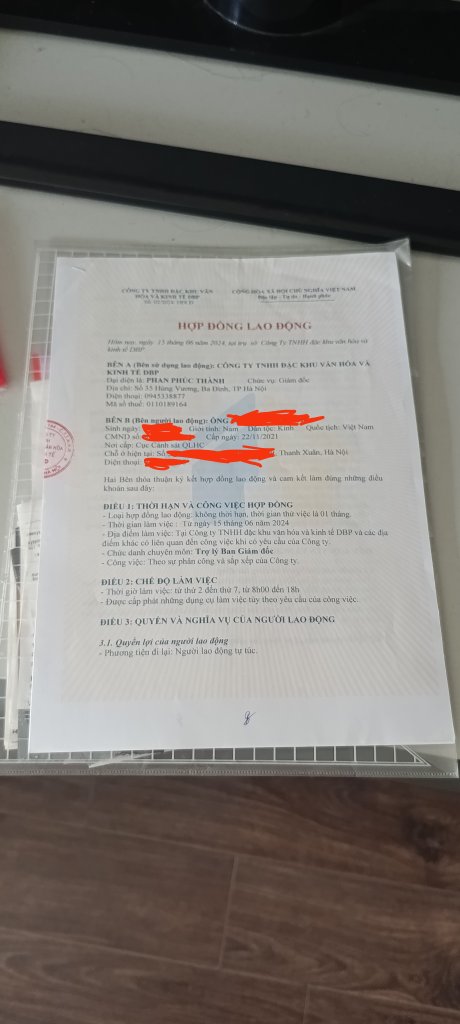 CÔNG TY TNHH ĐẶC KHU VĂN HÓA VÀ KINH TẾ DBP
CỘNG HÒA XÃ HỘI CHỦ NGHĨA VIỆT NAM
Độc lập - Tự do - Hạnh phúc
HỢP ĐỒNG LAO ĐỘNG
Hôm nay, ngày 15 tháng 06 năm 2024, tại trụ sở Công Ty TNHH đặc khu văn hóa và
kinh tế DBP
BÊN A (Bên sử dụng lao động): CÔNG TY TNHH ĐẶC KHU VĂN HÓA VÀ
KINH TẾ DBP
Đại diện là: PHAN PHÚC THÀNH Chức vụ: Giám đốc
Địa chỉ: Số 35 Hùng Vương, Ba Đình, TP Hà Nội
Điện thoại: 0945338877
Mã số thuế: 0110189164
BÊN B (Bên người lao động): ÔNG
Sinh ngày: Giới tính: Nam Dân tộc: Kinh Quốc tịch: Việt Nam
CMND số: Cấp ngày: 22/11/2021
Nơi cấp: Cục Cảnh sát QLHC
Chỗ ở hiện tại: Số Thanh Xuân, Hà Nội
Điện thoại:
Hai Bên thỏa thuận ký kết hợp đồng lao động và cam kết làm đúng những điều
khoản sau đây:
ĐIỀU 1: THỜI HẠN VÀ CÔNG VIỆC HỢP ĐỒNG
- Loại hợp đồng lao động: không thời hạn, thời gian thử việc là 01 tháng.
- Thời gian làm việc : Từ ngày 15 tháng 06 năm 2024
- Địa điểm làm việc: Tại Công ty TNHH đặc khu văn hóa và kinh tế DBP và các địa
điểm khác có liên quan đến công việc khi có yêu cầu của Công ty.
- Chức danh chuyên môn: Trợ lý Ban Giám đốc
- Công việc: Theo sự phân công và sắp xếp của Công ty.
ĐIỀU 2: CHẾ ĐỘ LÀM VIỆC
- Thời giờ làm việc: từ thứ 2 đến thứ 7, từ 8h00 đến 18h
- Được cấp phát những dụng cụ làm việc tùy theo yêu cầu của công việc.
ĐIỀU 3: QUYỀN VÀ NGHĨA VỤ CỦA NGƯỜI LAO ĐỘNG
3.1. Quyền lợi của người lao động
- Phương tiện đi lại: Người lao động tự túc.